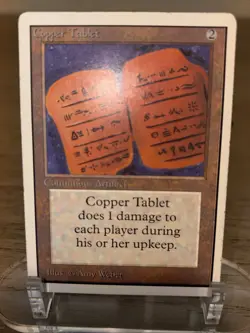 Copper Tablet 2
Continuous Artifact
Copper Tablet
does 1 damage to
each player during
his or her upkeep.
Illus. © Amy Weber